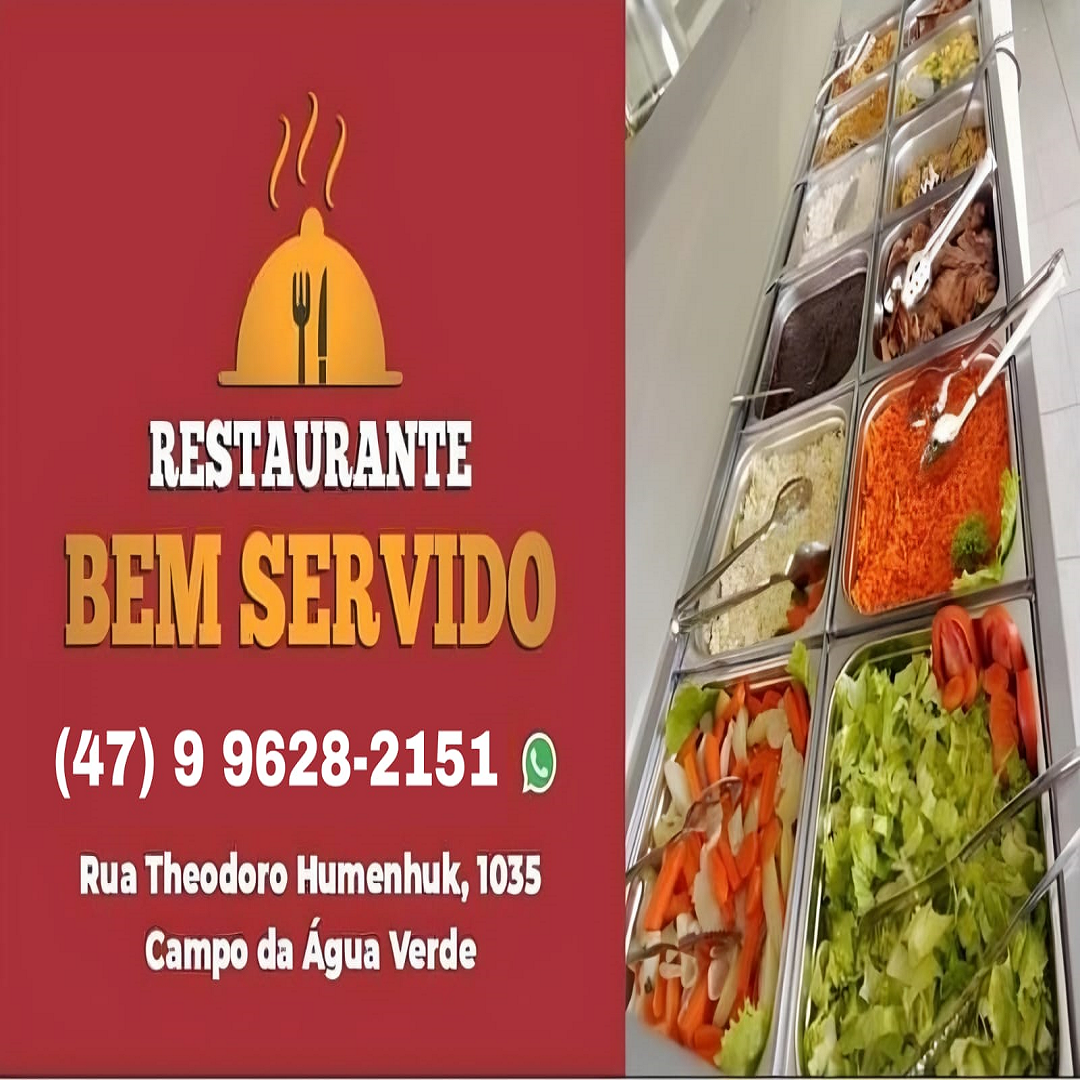 RESTAURANTE
BEM SERVIDO
(47) 9 9628-2151
Rua Theodoro Humenhuk, 1035
Campo da Água Verde